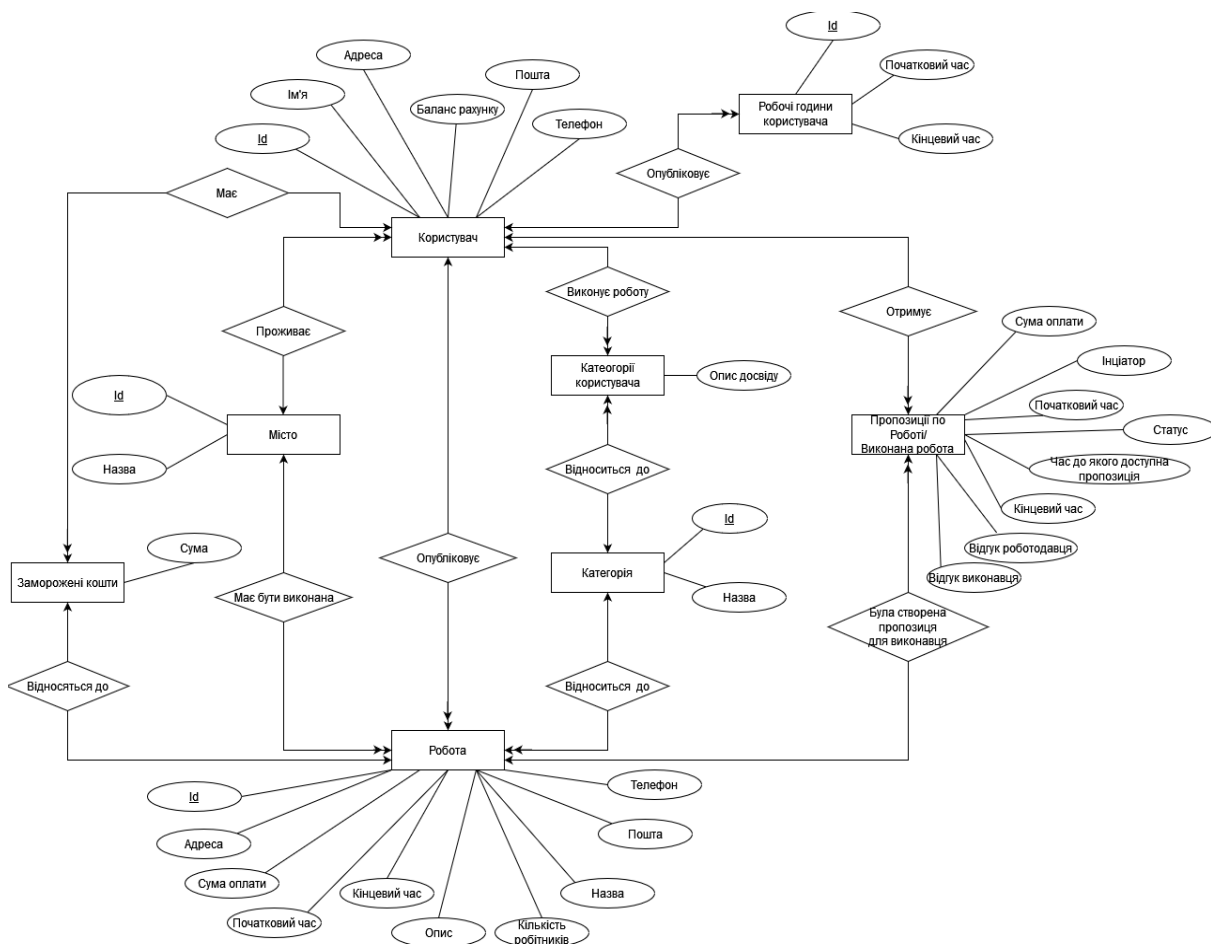 Id
Адреса
Початковий час
Пошта
Ім'я
Баланс рахунку
Робочі години
користувача
Телефон
Id
Кінцевий час
Опубліковує
Має
Користувач
Виконує роботу
Проживає
Отримує
Сума оплати
Інціатор
Катеогорії
користувача
Опис досвіду
Id
Початковий час
Місто
Пропозиції по
Роботі/
Виконана робота
Статус
Назва
Відноситься до
Час до якого доступна
пропозиція
Кінцевий час
Id
Сума
Відгук роботодавця
Опубліковує
Заморожені кошти
Категорія
Відгук виконавця
Має бути виконана
Назва
Була створена
пропозиця
для виконавця
Відносяться до
Відноситься до
Робота
Телефон
Id
Пошта
Адреса
Сума оплати
Кінцевий час
Назва
Початковий час
Опис
Кількість
робітників